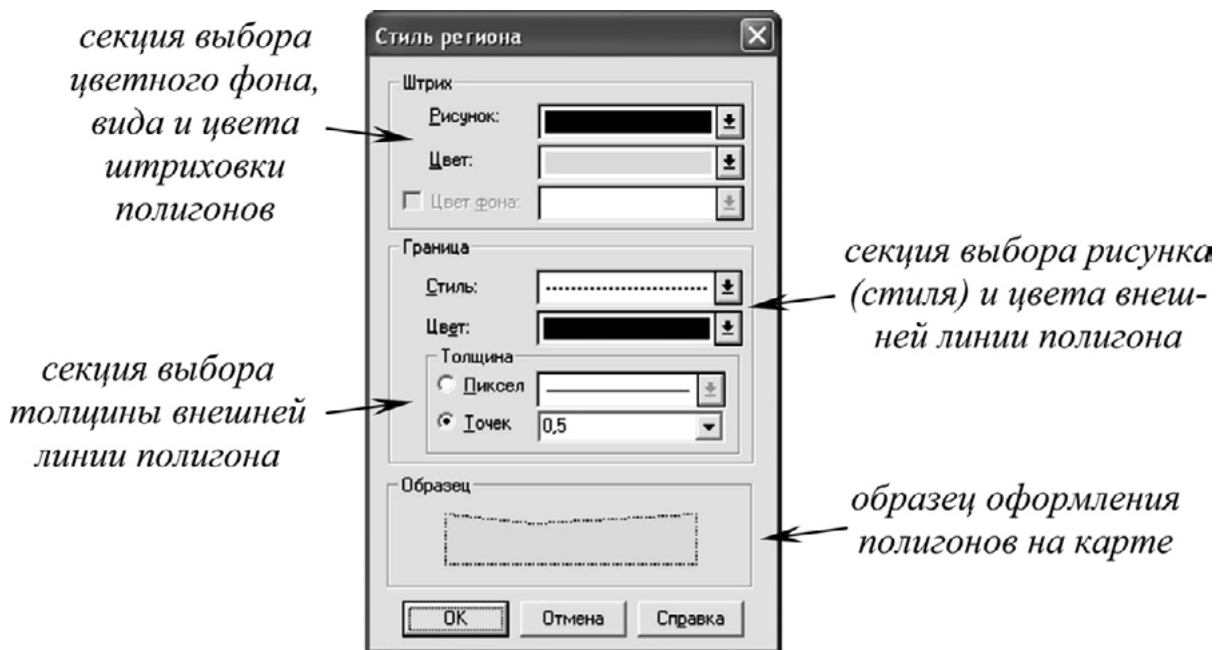 секция выбора
цветного фона,
вида и цвета
штриховки
полигонов
Стиль региона
Штрих
Рисунок:
Цвет:
Цвет фона:
Граница
Стиль:
Цвет:
Толщина
Пиксел
Точек
0,5
секция выбора рисунка
(стиля) и цвета внеш-
ней линии полигона
секция выбора
толщины внешней
линии полигона
Образец
образец оформления
полигонов на карте
OK
Отмена
Справка